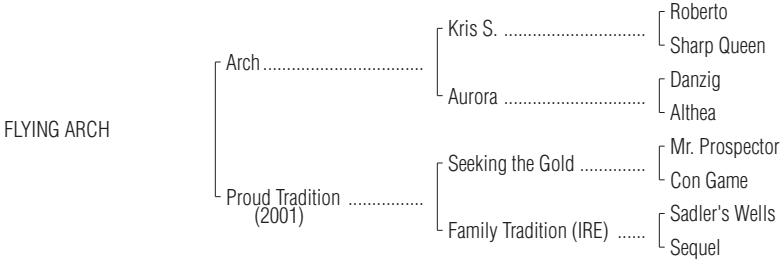 Roberto
Kris S. ..............................
Sharp Queen
Arch.................................
Danzig
Aurora ..............................
Althea
FLYING ARCH
Mr. Prospector
Seeking the Gold ..............
Con Game
Proud Tradition ................
(2001)
Sadler's Wells
Family Tradition (IRE) ......
Sequel